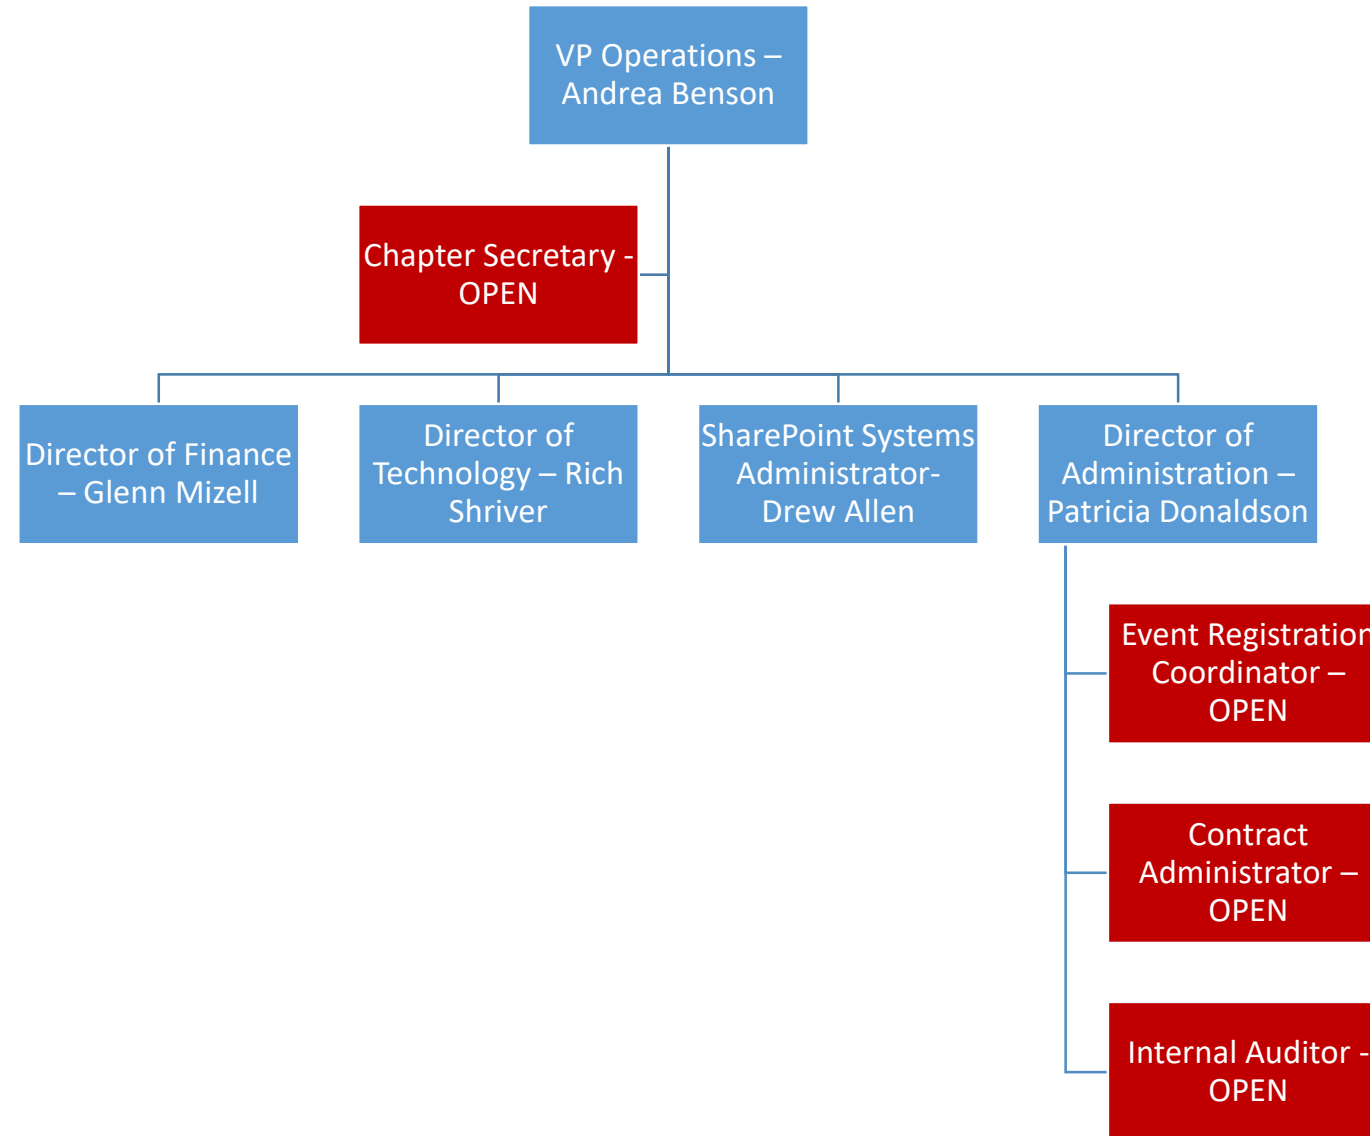 VP Operations –
Andrea Benson
Chapter Secretary -
OPEN
Director of Finance
– Glenn Mizell
Director of
Technology – Rich
Shriver
SharePoint Systems
Administrator-
Drew Allen
Director of
Administration –
Patricia Donaldson
Event Registration
Coordinator –
OPEN
Contract
Administrator –
OPEN
Internal Auditor -
OPEN